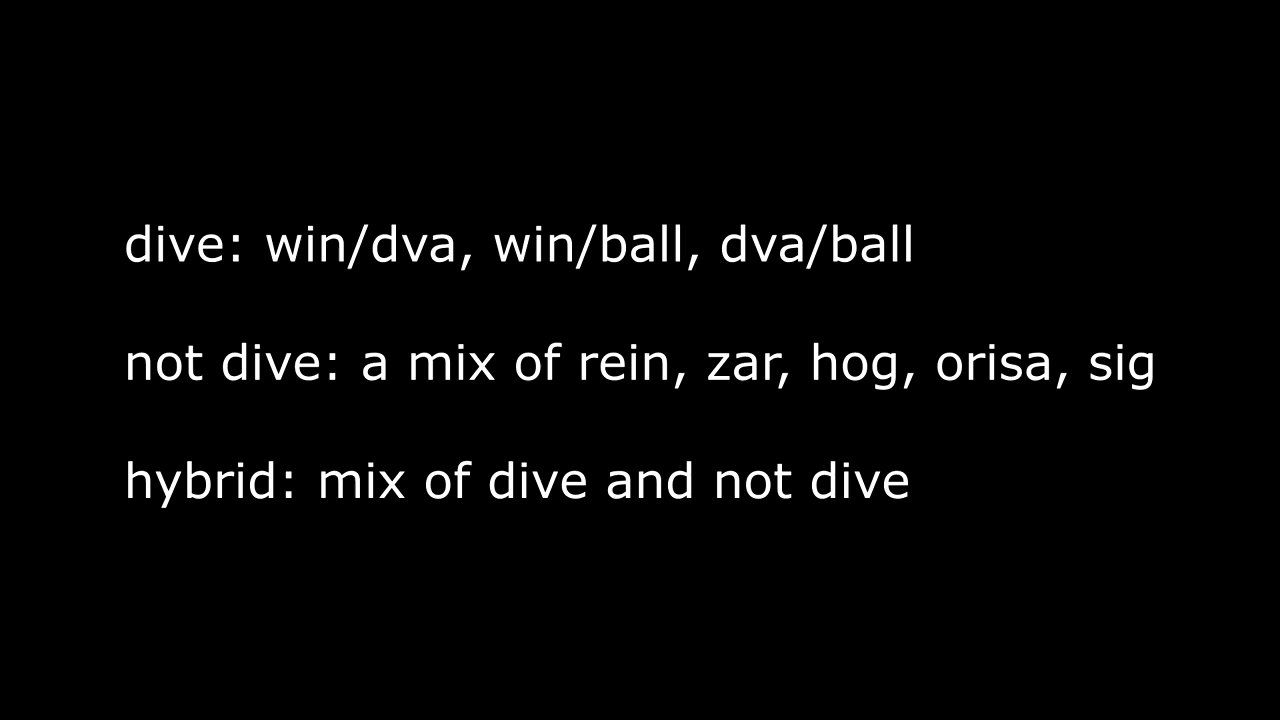 dive: win/dva, win/ball, dva/ball
not dive: a mix of rein, zar, hog, orisa, sig
hybrid: mix of dive and not dive